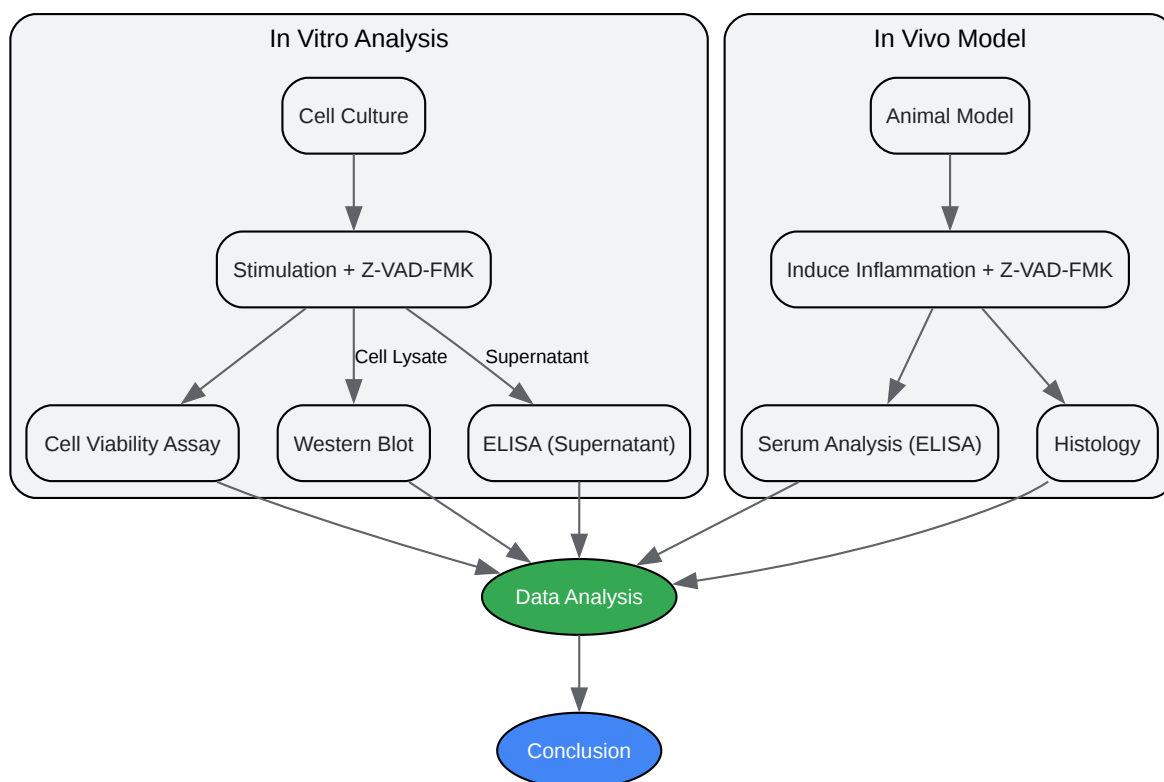 In Vitro Analysis
In Vivo Model
Cell Culture
Animal Model
Stimulation + Z-VAD-FMK
Induce Inflammation + Z-VAD-FMK
Cell Lysate
Supernatant
Cell Viability Assay
Western Blot
ELISA (Supernatant)
Serum Analysis (ELISA)
Histology
Data Analysis
Conclusion